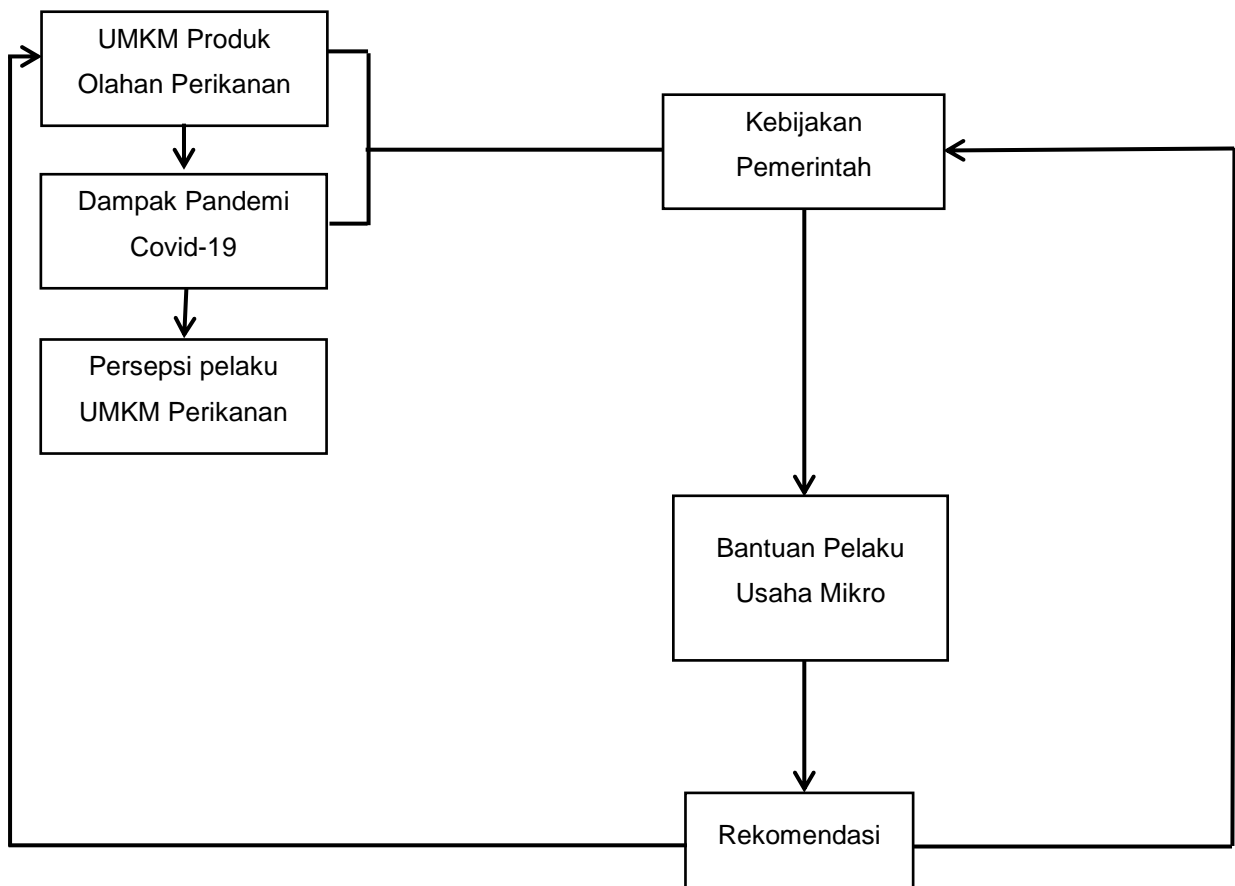 UMKM Produk
Olahan Perikanan
Dampak Pandemi
Covid-19
Persepsi pelaku
UMKM Perikanan
Kebijakan
Pemerintah
Bantuan Pelaku
Usaha Mikro
Rekomendasi